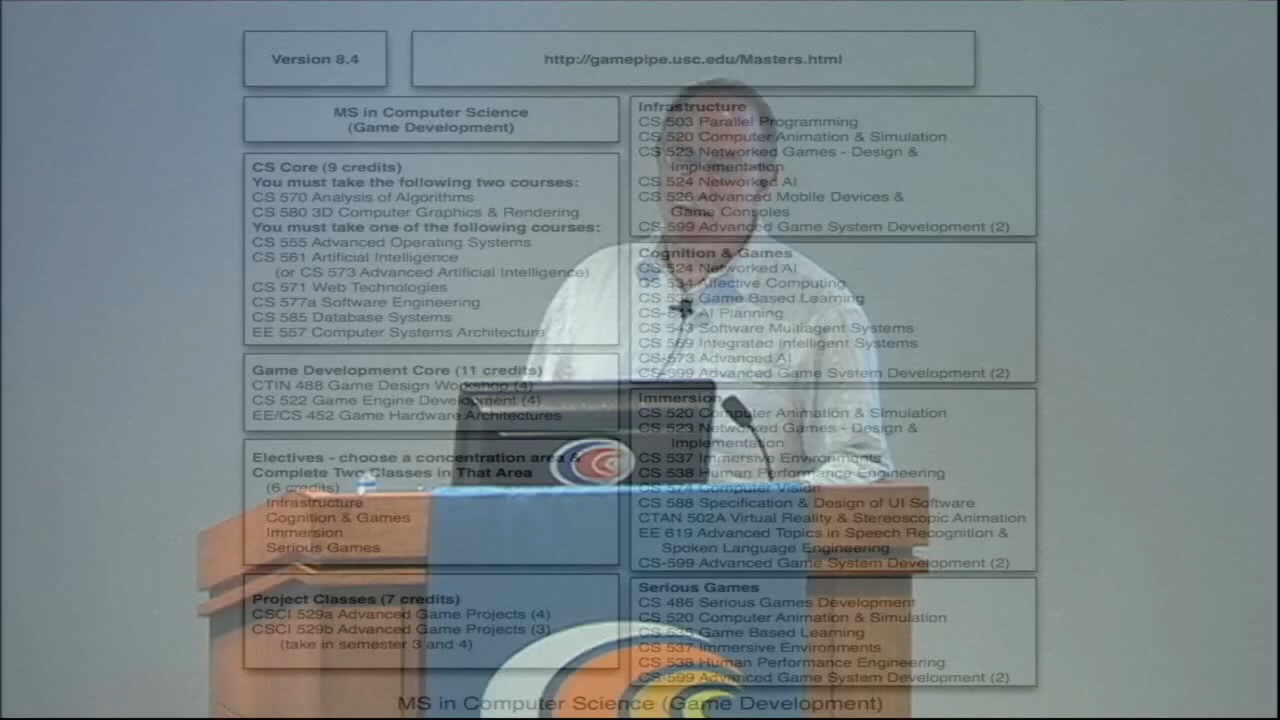 Version 8.4
http://gamepipe.usc.edu/Masters.html
MS in Computer Science
(Game Development)
CS Core (9 credits)
You must take the following two courses:
CS 570 Analysis of Algorithms
CS 580 3D Computer Graphics & Rendering
You must take one of the following courses:
CS 555 Advanced Operating Systems
CS 561 Artificial Intelligence
(or CS 573 Advanced Artificial Intelligence)
CS 571 Web Technologies
CS 577a Software Engineering
CS 585 Database Systems
EE 557 Computer Systems Architecture
Game Development Core (11 credits)
CTIN 488 Game Design Workshop (4)
CS 522 Game Engine Development (4)
EE/CS 452 Game Hardware Architectures
Electives - choose a concentration area &
Complete Two Classes in That Area
(6 credits)
Infrastructure
Cognition & Games
Immersion
Serious Games
Project Classes (7 credits)
CSCI 529a Advanced Game Projects (4)
CSCI 529b Advanced Game Projects (3)
(take in semester 3 and 4)
Infrastructure
CS 503 Parallel Programming
CS 520 Computer Animation & Simulation
CS 523 Networked Games - Design &
Implementation
CS 524 Networked AI
CS 526 Advanced Mobile Devices &
Game Consoles
CS-599 Advanced Game System Development (2)
Cognition & Games
CS 524 Networked AI
CS 534 Affective Computing
CS Game Based Learning
AI Planning
CS 543 Software Multiagent Systems
CS 569 Integrated Intelligent Systems
CS-573 Advanced AI
CS-599 Advanced Game System Development (2)
Immersion
CS 520 Computer Animation & Simulation
CS 523 Networked Games - Design &
Implementation
CS 537 Immersive Environments
CS 538 Human Performance Engineering
CS 574 Computer Vision
CS 588 Specification & Design of UI Software
CTAN 502A Virtual Reality & Stereoscopic Animation
EE 619 Advanced Topics in Speech Recognition &
Spoken Language Engineering
CS-599 Advanced Game System Development (2)
Serious Games
CS 486 Serious Games Development
CS 520 Computer Animation & Simulation
CS Game Based Learning
CS 537 Immersive Environments
CS 538 Human Performance Engineering
CS-599 Advanced Game System Development (2)
MS in Computer Science (Game Development)